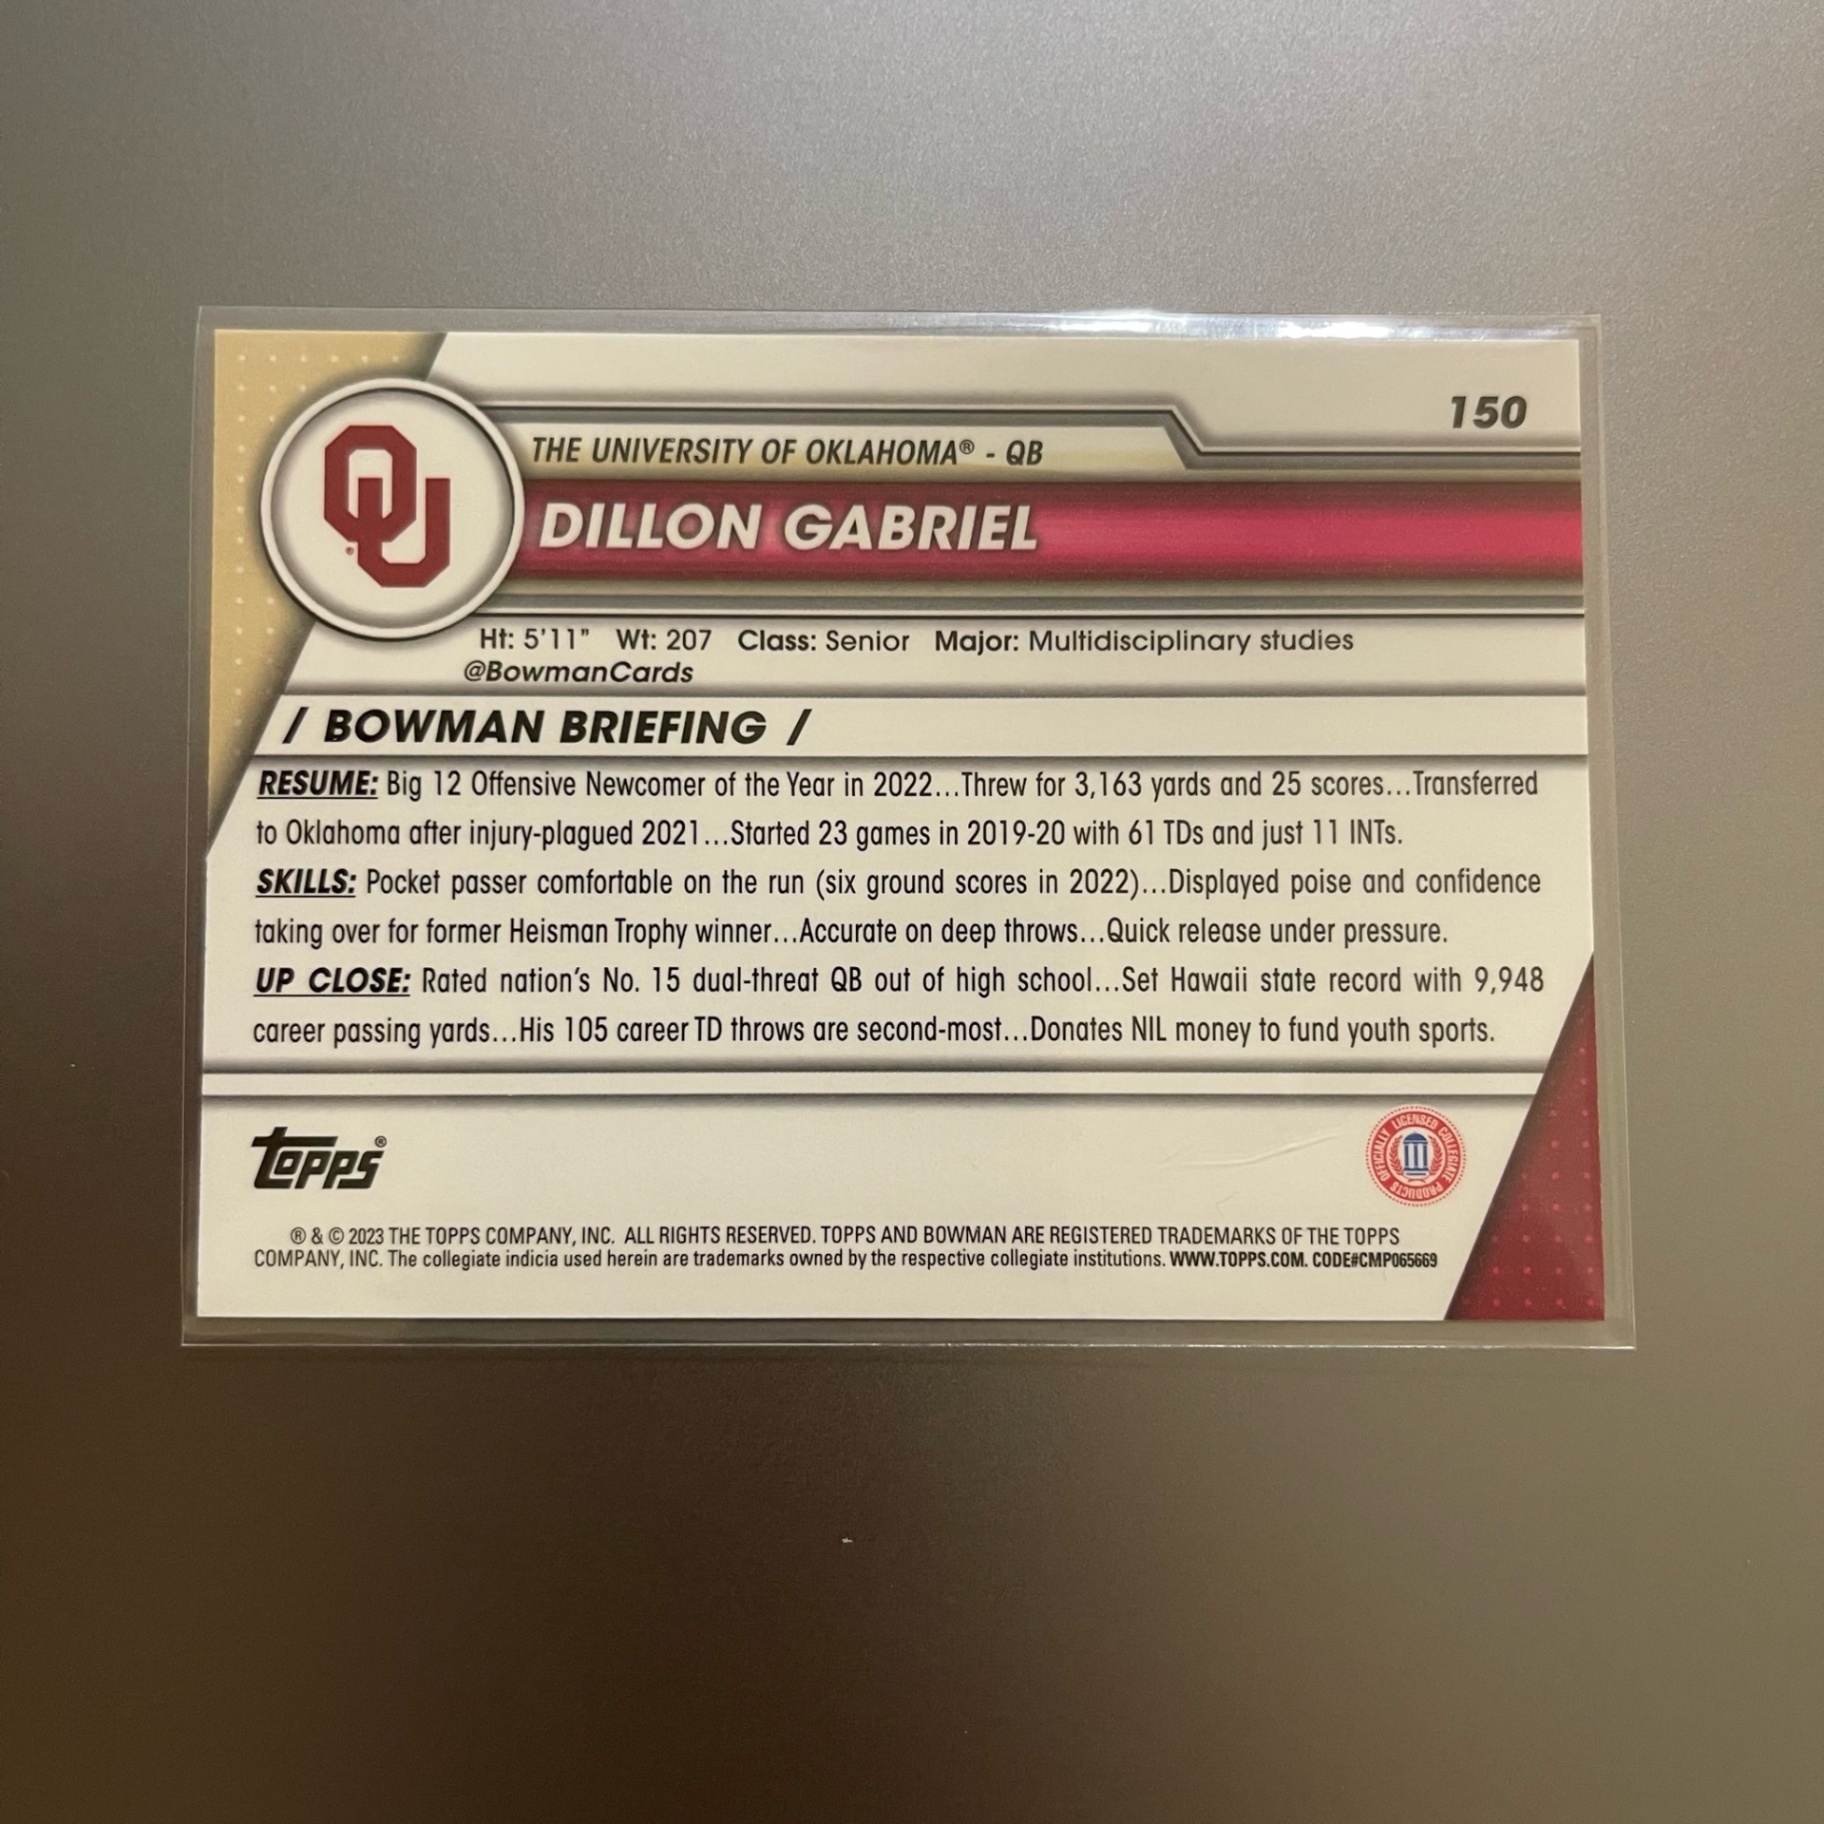 150
THE UNIVERSITY OF OKLAHOMA® - QB
OU
DILLON GABRIEL
Ht: 5'11" Wt: 207 Class: Senior Major: Multidisciplinary studies
@BowmanCards
/ BOWMAN BRIEFING /
RESUME: Big 12 Offensive Newcomer of the Year in 2022...Threw for 3,163 yards and 25 scores...Transferred
to Oklahoma after injury-plagued 2021...Started 23 games in 2019-20 with 61 TDs and just 11 INTs.
SKILLS: Pocket passer comfortable on the run (six ground scores in 2022)...Displayed poise and confidence
taking over for former Heisman Trophy winner...Accurate on deep throws...Quick release under pressure.
UP CLOSE: Rated nation's No. 15 dual-threat QB out of high school...Set Hawaii state record with 9,948
career passing yards...His 105 career TD throws are second-most...Donates NIL money to fund youth sports.
topps®
OFFICIALLY LICENSED COLLEGIATE PRODUCTS
® & © 2023 THE TOPPS COMPANY, INC. ALL RIGHTS RESERVED. TOPPS AND BOWMAN ARE REGISTERED TRADEMARKS OF THE TOPPS
COMPANY, INC. The collegiate indicia used herein are trademarks owned by the respective collegiate institutions. WWW.TOPPS.COM. CODE#CMP065669